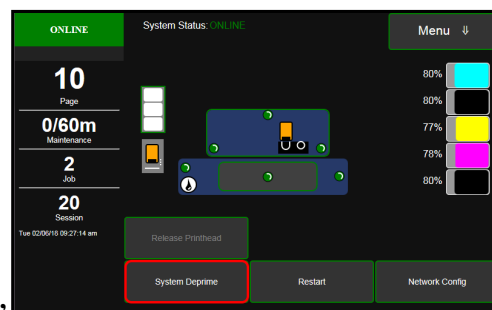 ONLINE
System Status: ONLINE
Menu ⇓
10
Page
0/60m
Maintenance
2
Job
20
Session
Tue 02/06/18 09:27:14 am
80%
80%
77%
78%
80%
Release Printhead
System Deprime
Restart
Network Config
,